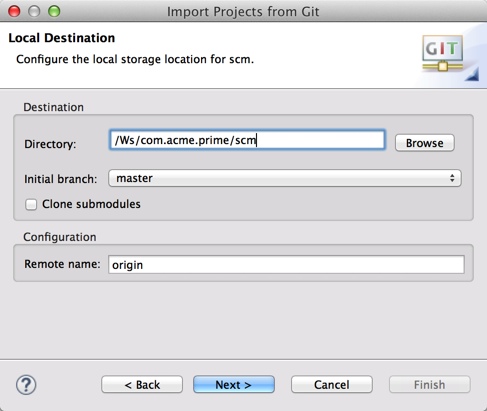 Import Projects from Git
Local Destination
Configure the local storage location for scm.
GIT
Destination
Directory: /Ws/com.acme.prime/scm Browse
Initial branch: master
Clone submodules
Configuration
Remote name: origin
? < Back Next > Cancel Finish